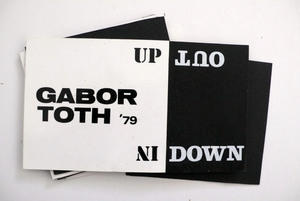 UP OUT
GABOR
TOTH '79
IN DOWN